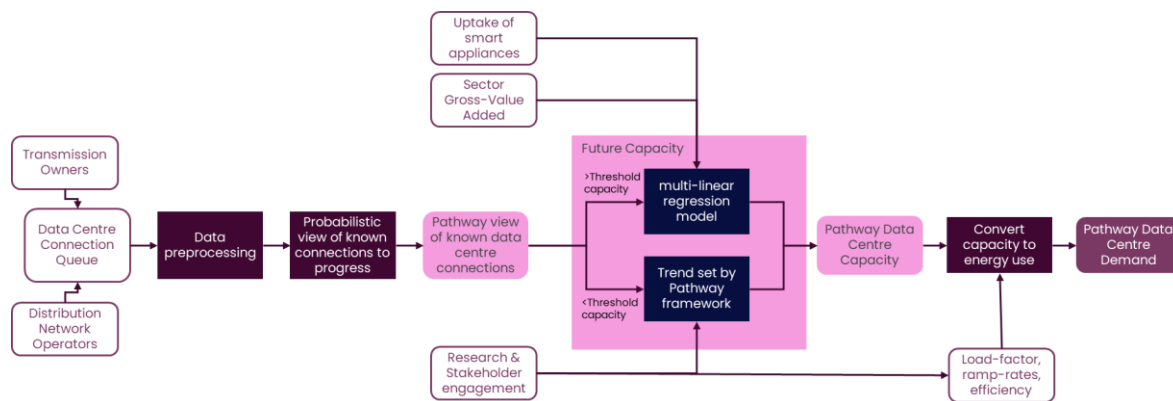 Uptake of
smart
appliances
Sector
Gross-Value
Added
Transmission
Owners
Data Centre
Connection
Queue
Distribution
Network
Operators
Data
preprocessing
Probabilistic
view of known
connections to
progress
Pathway view
of known data
centre
connections
Future Capacity
>Threshold
capacity
multi-linear
regression
model
<Threshold
capacity
Trend set by
Pathway
framework
Research &
Stakeholder
engagement
Pathway Data
Centre
Capacity
Convert
capacity to
energy use
Pathway Data
Centre
Demand
Load-factor,
ramp-rates,
efficiency